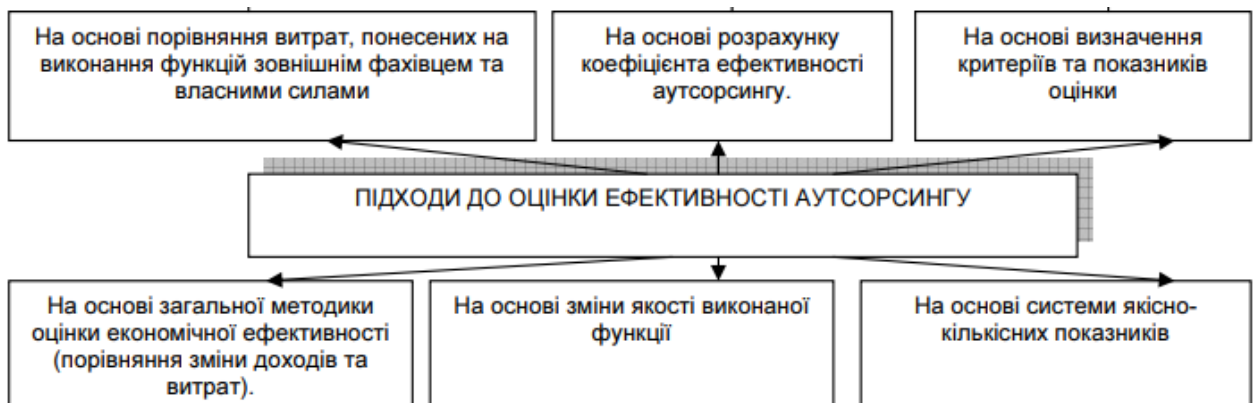 На основі порівняння витрат, понесених на
виконання функцій зовнішнім фахівцем та
власними силами
На основі розрахунку
коефіцієнта ефективності
аутсорсингу.
На основі визначення
критеріїв та показників
оцінки
ПІДХОДИ ДО ОЦІНКИ ЕФЕКТИВНОСТІ АУТСОРСИНГУ
На основі загальної методики
оцінки економічної ефективності
(порівняння зміни доходів та
витрат).
На основі зміни якості виконаної
функції
На основі системи якісно-
кількісних показників